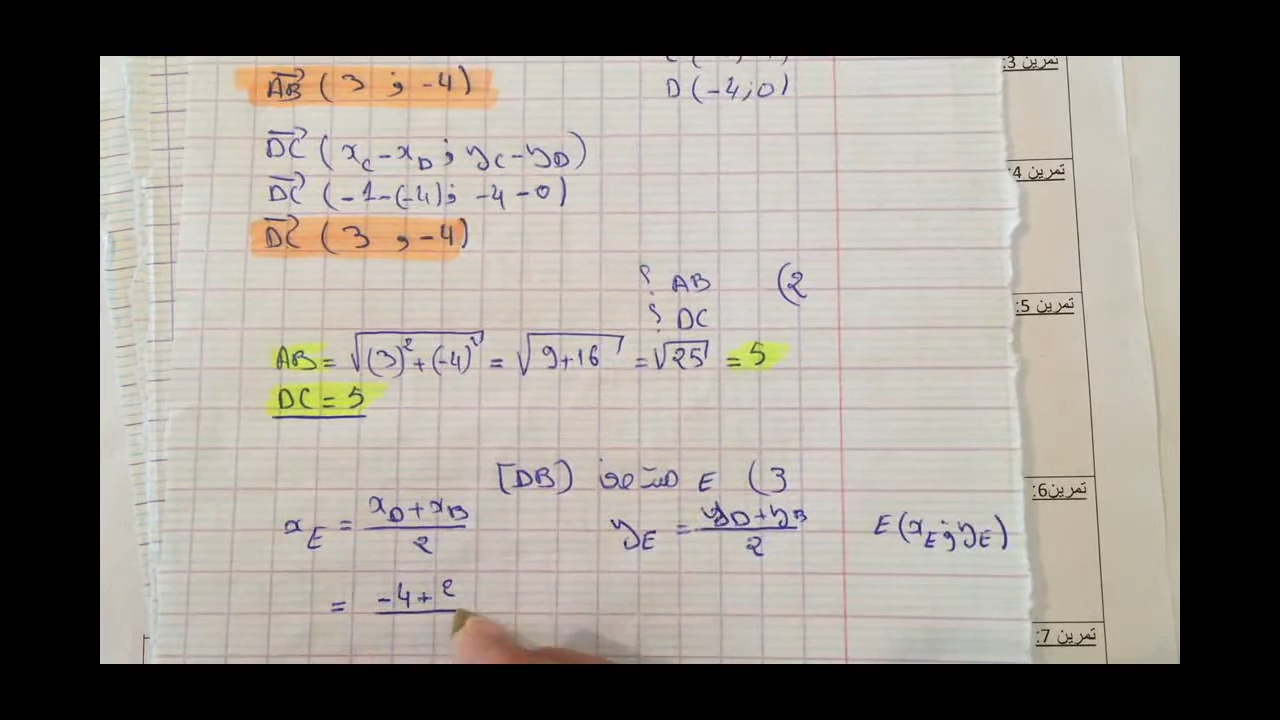 AB ( 3 ; -4 )
D (-4 ; 0)
DC ( x_C - x_D ; y_C - y_D )
DC ( -1 - (-4) ; -4 - 0 )
DC ( 3 ; -4 )
(2 AB ؟
DC ؟
AB = √((3)² + (-4)²) = √(9+16) = √25 = 5
DC = 5
(3 E منتصف [DB]
x_E = (x_D + x_B)/2 y_E = (y_D + y_B)/2 E (x_E ; y_E)
= -4 + 2
تمرين 3:
تمرين 4:
تمرين 5:
تمرين6:
تمرين 7: